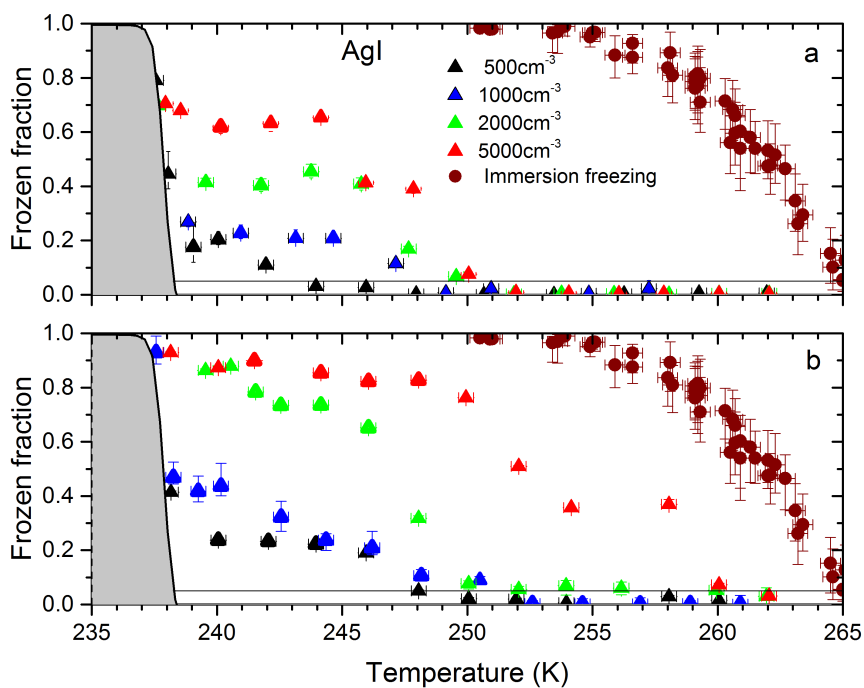 AgI
a
500cm⁻³
1000cm⁻³
2000cm⁻³
5000cm⁻³
Immersion freezing
Frozen fraction
1.0
0.8
0.6
0.4
0.2
0.0
b
Frozen fraction
1.0
0.8
0.6
0.4
0.2
0.0
235 240 245 250 255 260 265
Temperature (K)